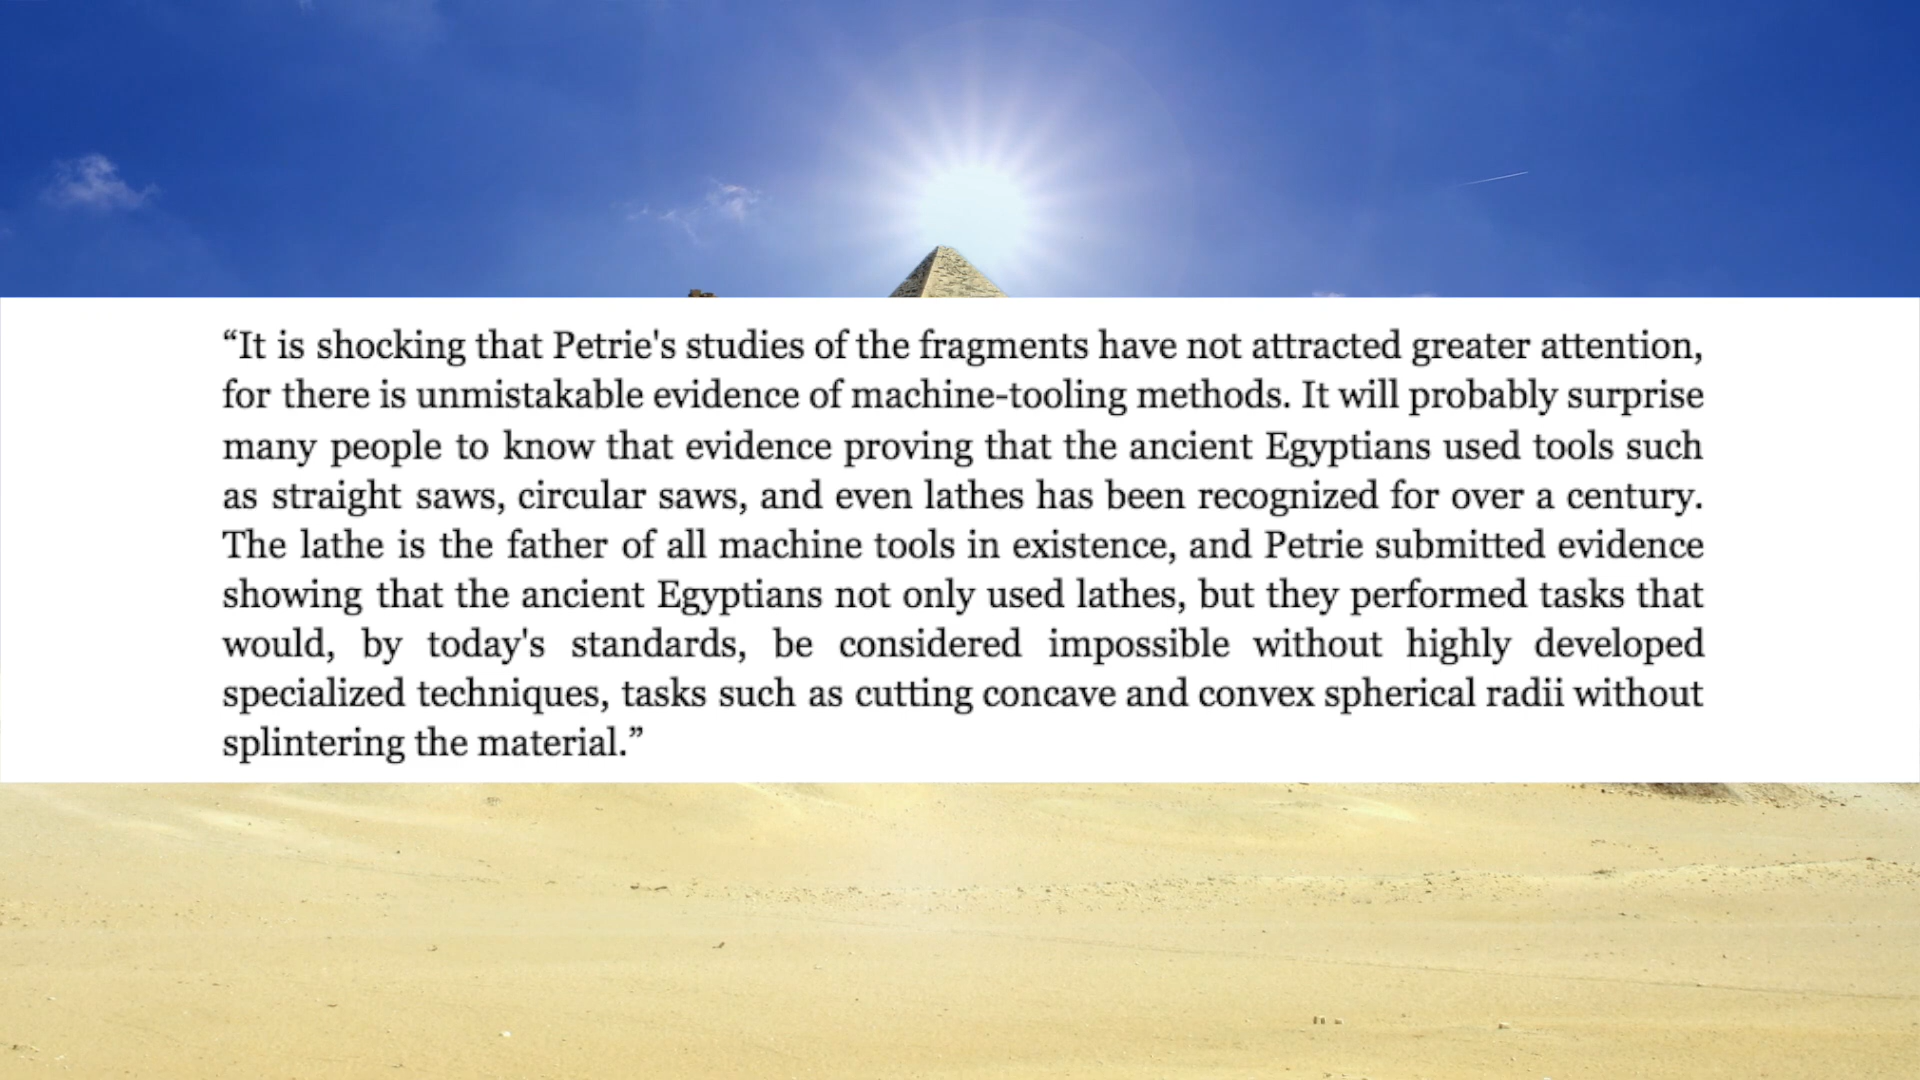 “It is shocking that Petrie's studies of the fragments have not attracted greater attention,
for there is unmistakable evidence of machine-tooling methods. It will probably surprise
many people to know that evidence proving that the ancient Egyptians used tools such
as straight saws, circular saws, and even lathes has been recognized for over a century.
The lathe is the father of all machine tools in existence, and Petrie submitted evidence
showing that the ancient Egyptians not only used lathes, but they performed tasks that
would, by today's standards, be considered impossible without highly developed
specialized techniques, tasks such as cutting concave and convex spherical radii without
splintering the material.”